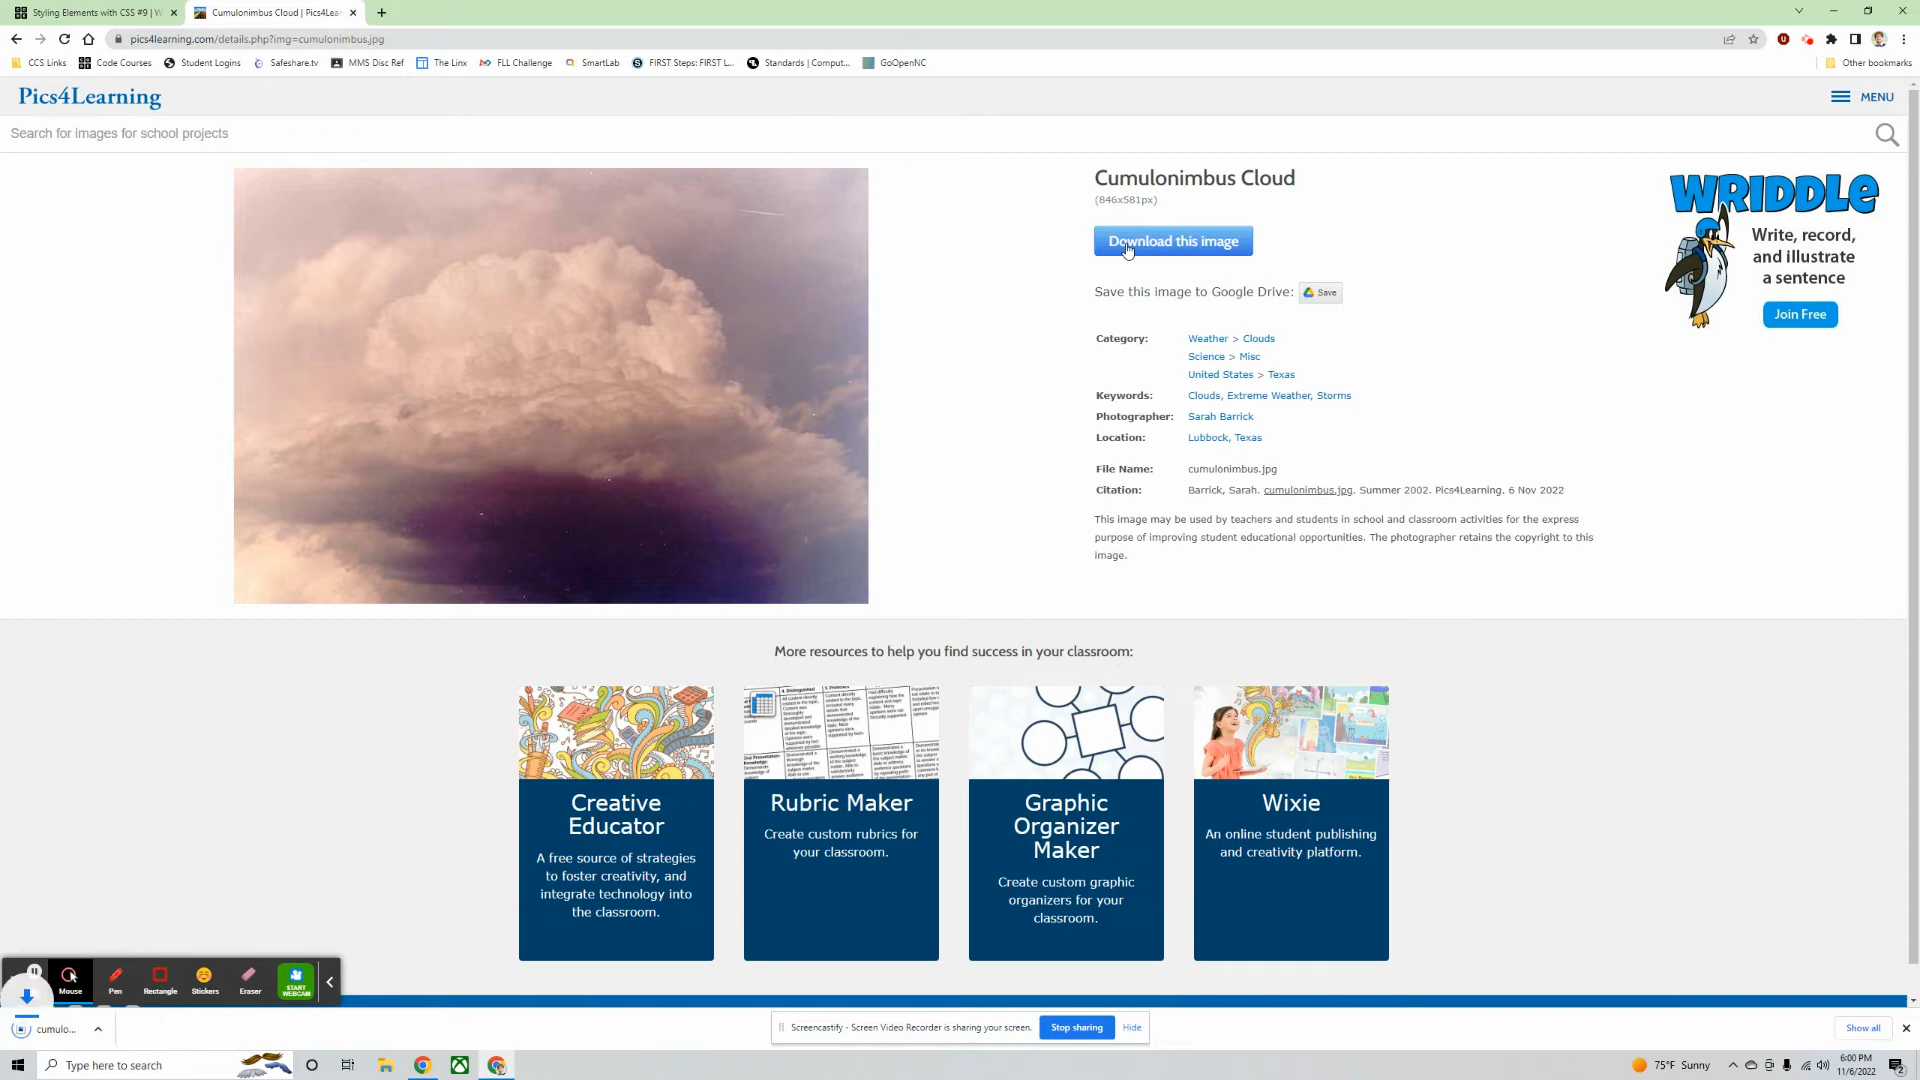 Styling Elements with CSS #9 | W
Cumulonimbus Cloud | Pics4Lear
pics4learning.com/details.php?img=cumulonimbus.jpg
CCS Links
Code Courses
Student Logins
Safeshare.tv
MMS Disc Ref
The Linx
FLL Challenge
SmartLab
FIRST Steps: FIRST L...
Standards | Comput...
GoOpenNC
Other bookmarks
Pics4Learning
MENU
Search for images for school projects
Cumulonimbus Cloud
(846x581px)
Download this image
Save this image to Google Drive: Save
Category: Weather > Clouds
Science > Misc
United States > Texas
Keywords: Clouds, Extreme Weather, Storms
Photographer: Sarah Barrick
Location: Lubbock, Texas
File Name: cumulonimbus.jpg
Citation: Barrick, Sarah. cumulonimbus.jpg. Summer 2002. Pics4Learning. 6 Nov 2022
This image may be used by teachers and students in school and classroom activities for the express
purpose of improving student educational opportunities. The photographer retains the copyright to this
image.
WRIDDLE
Write, record,
and illustrate
a sentence
Join Free
More resources to help you find success in your classroom:
Creative
Educator
A free source of strategies
to foster creativity, and
integrate technology into
the classroom.
Rubric Maker
Create custom rubrics for
your classroom.
Graphic
Organizer
Maker
Create custom graphic
organizers for your
classroom.
Wixie
An online student publishing
and creativity platform.
Mouse
Pen
Rectangle
Stickers
Eraser
START
WEBCAM
cumulo...
Screencastify - Screen Video Recorder is sharing your screen.
Stop sharing
Hide
Show all
Type here to search
75°F Sunny
6:00 PM
11/6/2022
2